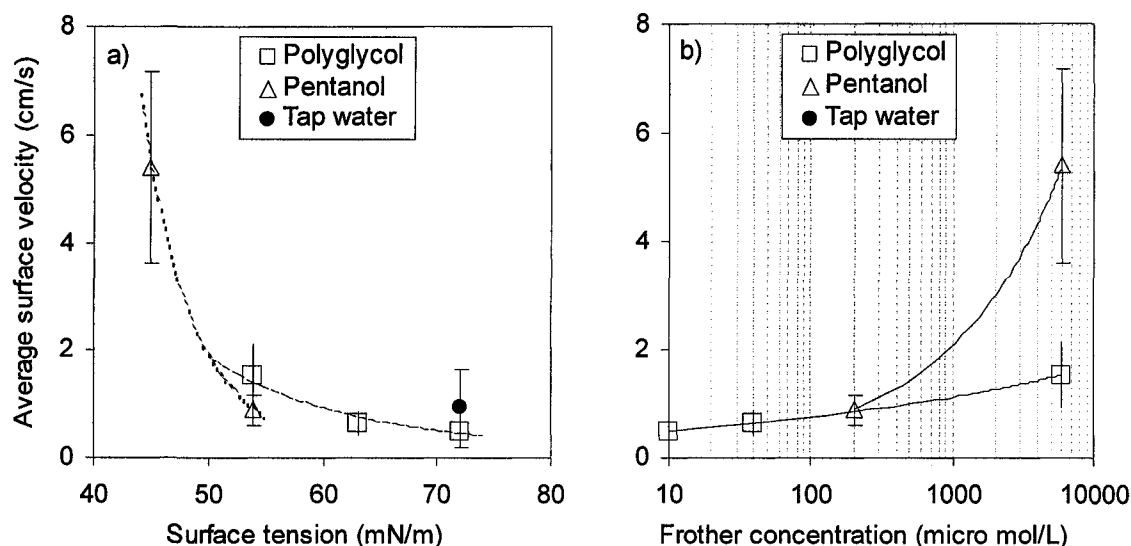 Average surface velocity (cm/s)
a)
Polyglycol
Pentanol
Tap water
8
6
4
2
0
40 50 60 70 80
Surface tension (mN/m)
b)
Polyglycol
Pentanol
Tap water
8
6
4
2
0
10 100 1000 10000
Frother concentration (micro mol/L)